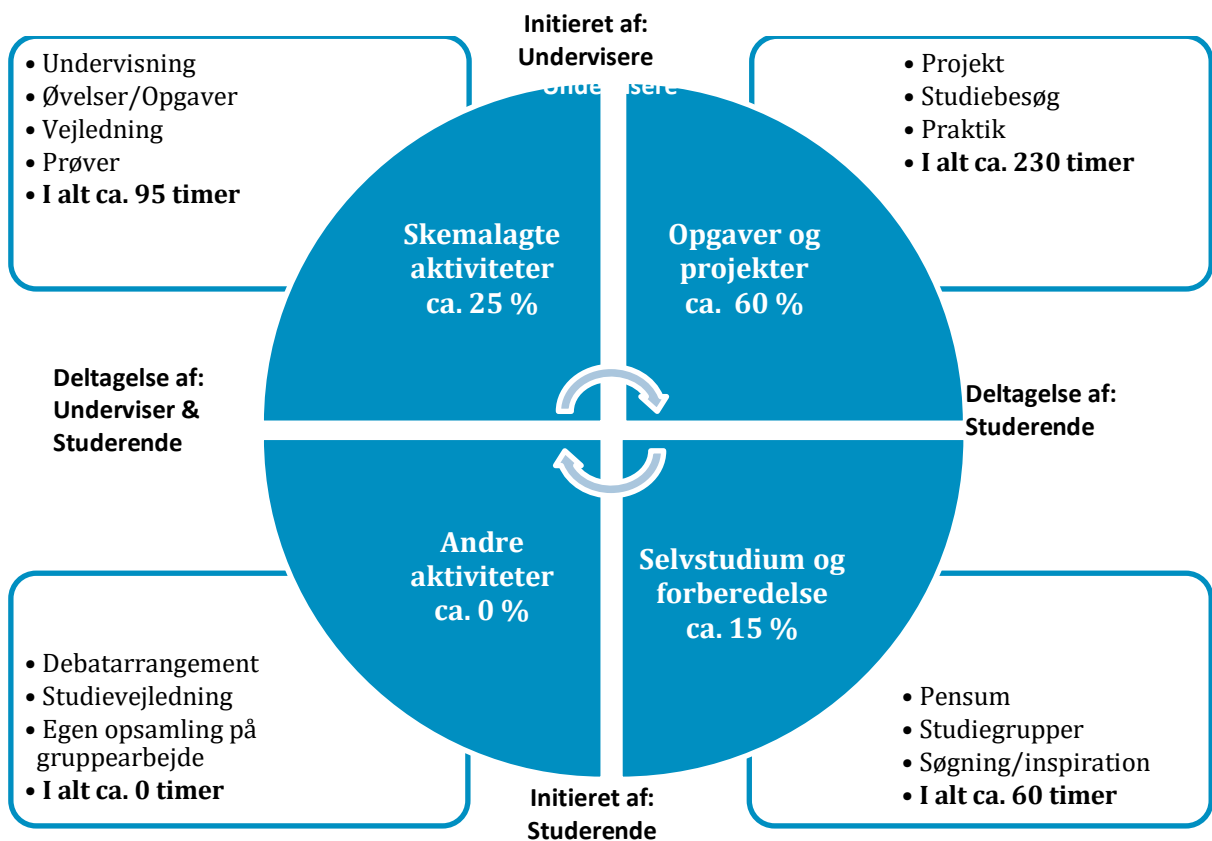 Initieret af:
Undervisere
Undervisere
• Undervisning
• Øvelser/Opgaver
• Vejledning
• Prøver
• I alt ca. 95 timer
• Projekt
• Studiebesøg
• Praktik
• I alt ca. 230 timer
Skemalagte
aktiviteter
ca. 25 %
Opgaver og
projekter
ca. 60 %
Deltagelse af:
Underviser &
Studerende
Deltagelse af:
Studerende
Andre
aktiviteter
ca. 0 %
Selvstudium og
forberedelse
ca. 15 %
• Debatarrangement
• Studievejledning
• Egen opsamling på
gruppearbejde
• I alt ca. 0 timer
• Pensum
• Studiegrupper
• Søgning/inspiration
• I alt ca. 60 timer
Initieret af:
Studerende